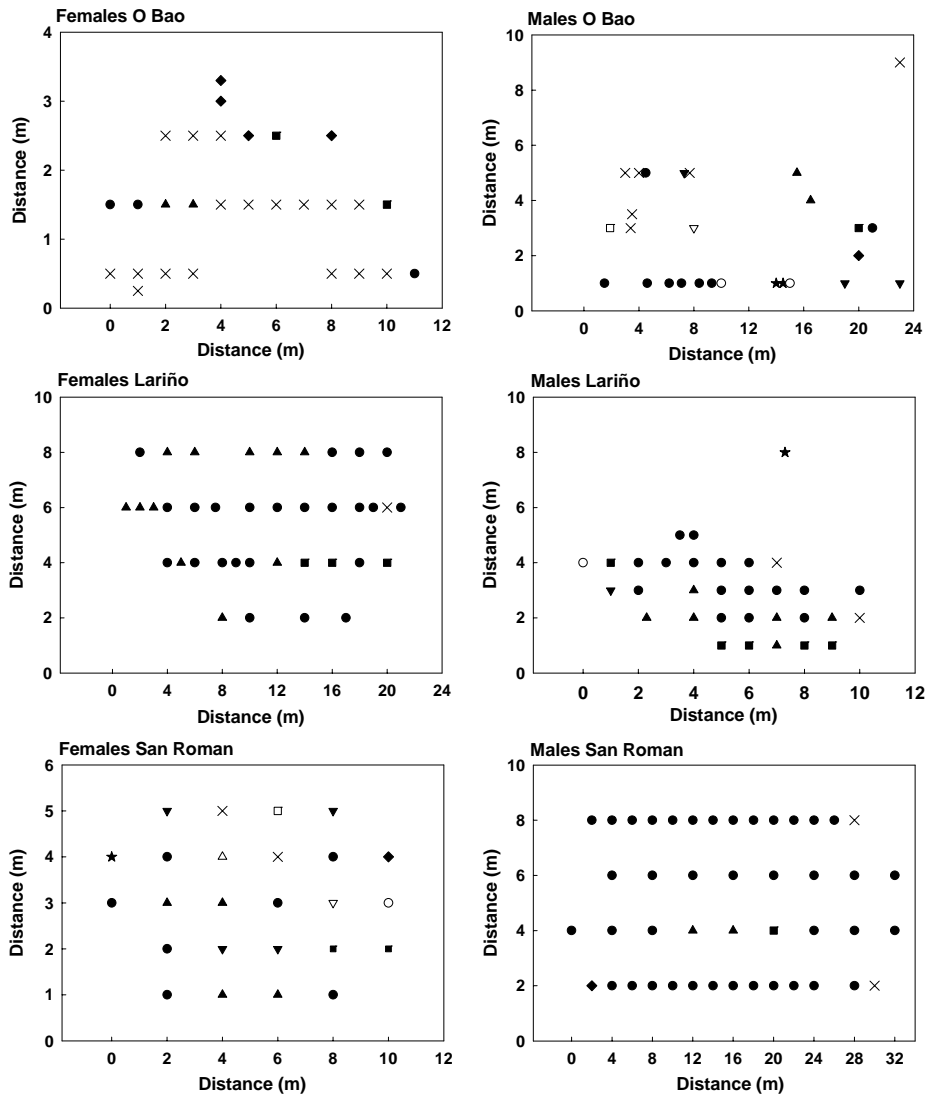 Females O Bao
Distance (m)
4
3
2
1
0
0 2 4 6 8 10 12
Distance (m)
Males O Bao
Distance (m)
10
8
6
4
2
0
0 4 8 12 16 20 24
Distance (m)
Females Lariño
Distance (m)
10
8
6
4
2
0
0 4 8 12 16 20 24
Distance (m)
Males Lariño
Distance (m)
10
8
6
4
2
0
0 2 4 6 8 10 12
Distance (m)
Females San Roman
Distance (m)
6
5
4
3
2
1
0
0 2 4 6 8 10 12
Distance (m)
Males San Roman
Distance (m)
10
8
6
4
2
0
0 4 8 12 16 20 24 28 32
Distance (m)